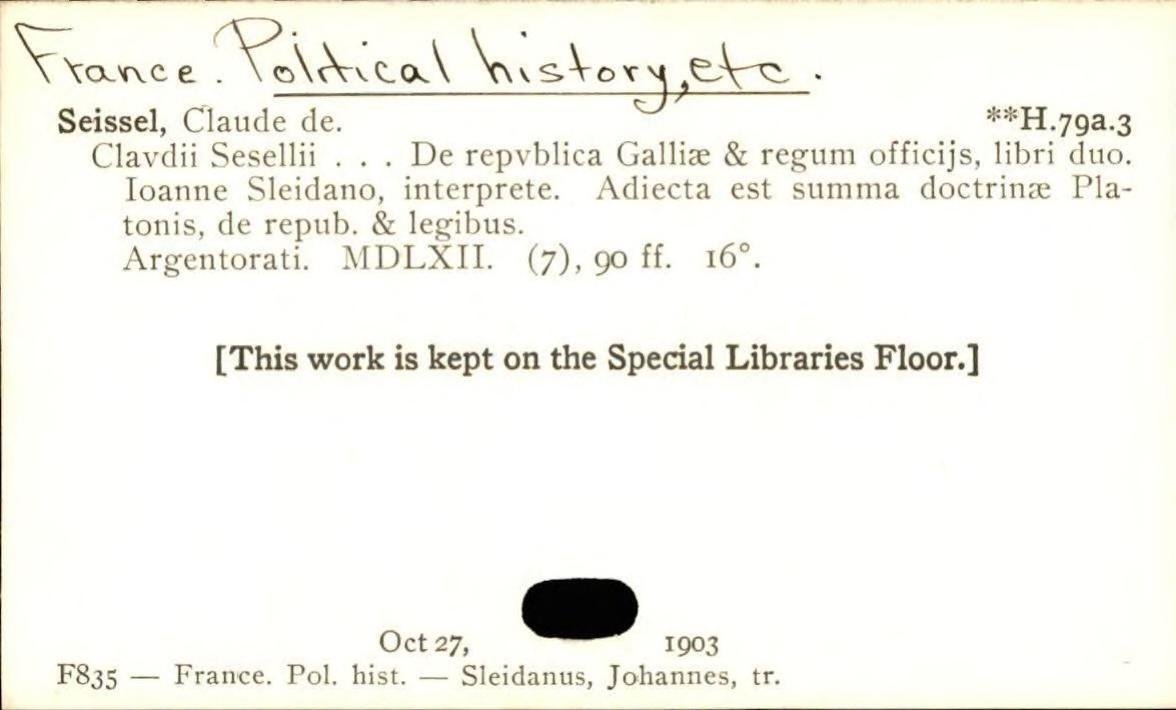 France. Political history, etc.
Seissel, Claude de. **H.79a.3
Clavdii Sesellii . . . De repvblica Galliæ & regum officijs, libri duo.
Ioanne Sleidano, interprete. Adiecta est summa doctrinæ Pla-
tonis, de repub. & legibus.
Argentorati. MDLXII. (7), 90 ff. 16°.
[This work is kept on the Special Libraries Floor.]
Oct 27, 1903
F835 — France. Pol. hist. — Sleidanus, Johannes, tr.